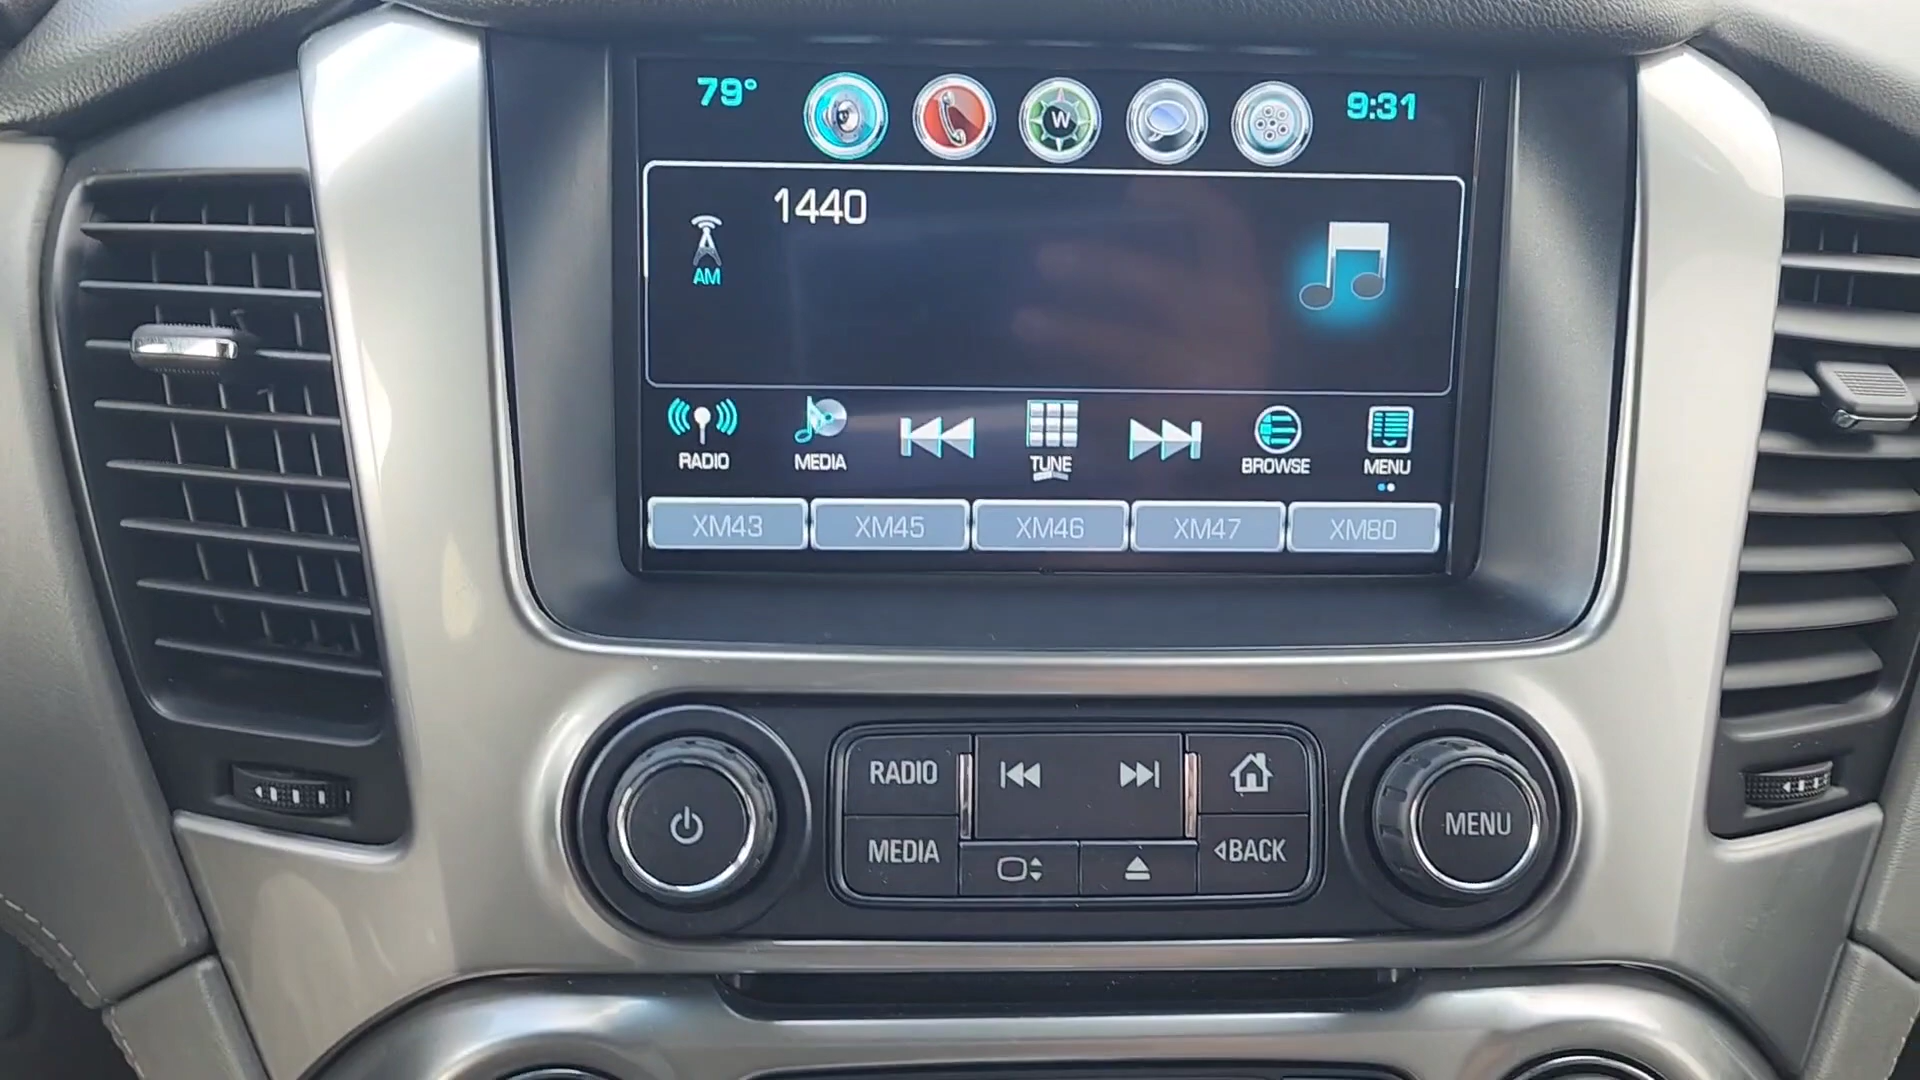 79° W 9:31
1440
AM
RADIO MEDIA TUNE BROWSE MENU
XM43 XM45 XM46 XM47 XM80
RADIO
MEDIA BACK
MENU